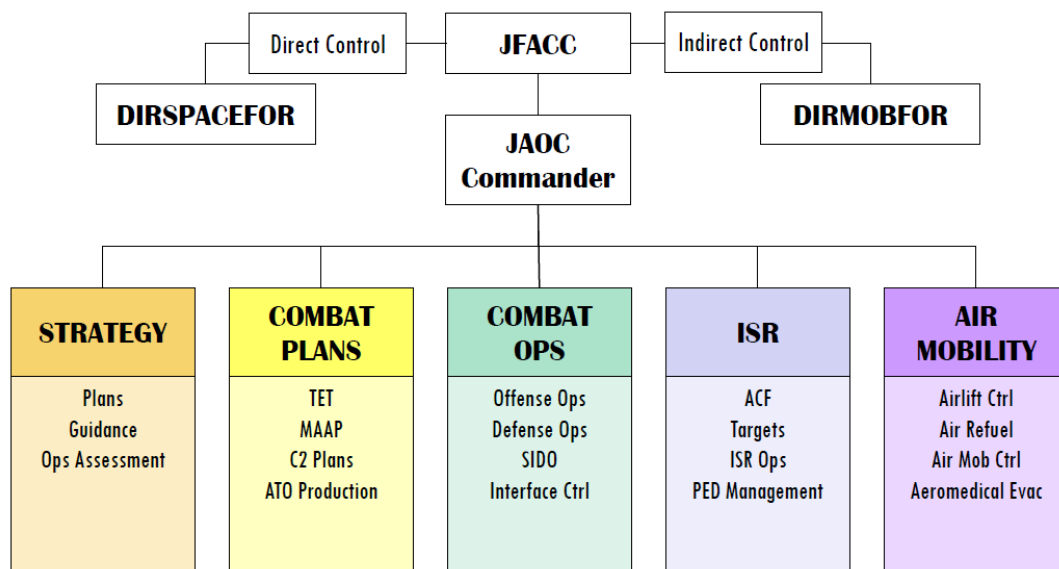 Direct Control
JFACC
Indirect Control
DIRSPACEFOR
DIRMOBFOR
JAOC
Commander
STRATEGY
Plans
Guidance
Ops Assessment
COMBAT
PLANS
TET
MAAP
C2 Plans
ATO Production
COMBAT
OPS
Offense Ops
Defense Ops
SIDO
Interface Ctrl
ISR
ACF
Targets
ISR Ops
PED Management
AIR
MOBILITY
Airlift Ctrl
Air Refuel
Air Mob Ctrl
Aeromedical Evac